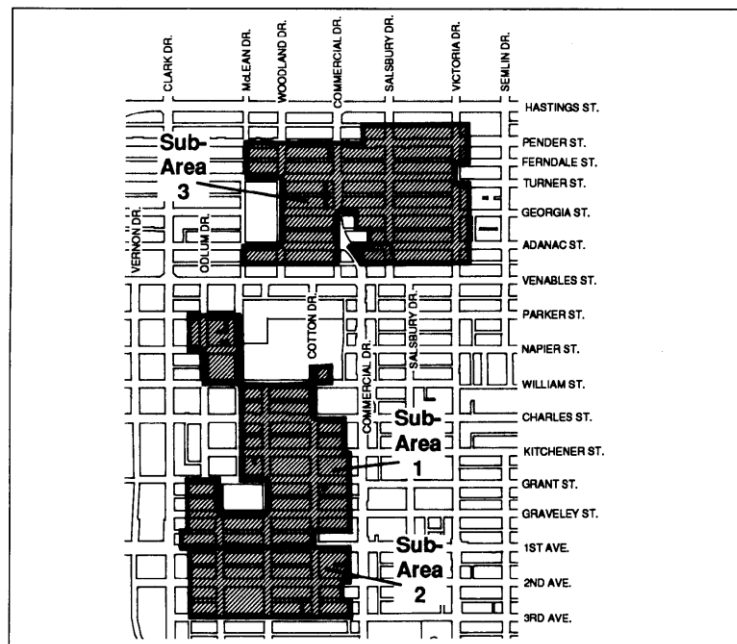 CLARK DR.
McLEAN DR.
WOODLAND DR.
COMMERCIAL DR.
SALSBURY DR.
VICTORIA DR.
SEMLIN DR.
HASTINGS ST.
PENDER ST.
FERNDALE ST.
TURNER ST.
GEORGIA ST.
ADANAC ST.
VENABLES ST.
PARKER ST.
NAPIER ST.
WILLIAM ST.
CHARLES ST.
KITCHENER ST.
GRANT ST.
GRAVELEY ST.
1ST AVE.
2ND AVE.
3RD AVE.
Sub-
Area
3
VERNON DR.
ODLUM DR.
COTTON DR.
COMMERCIAL DR.
SALSBURY DR.
Sub-
Area
1
Sub-
Area
2